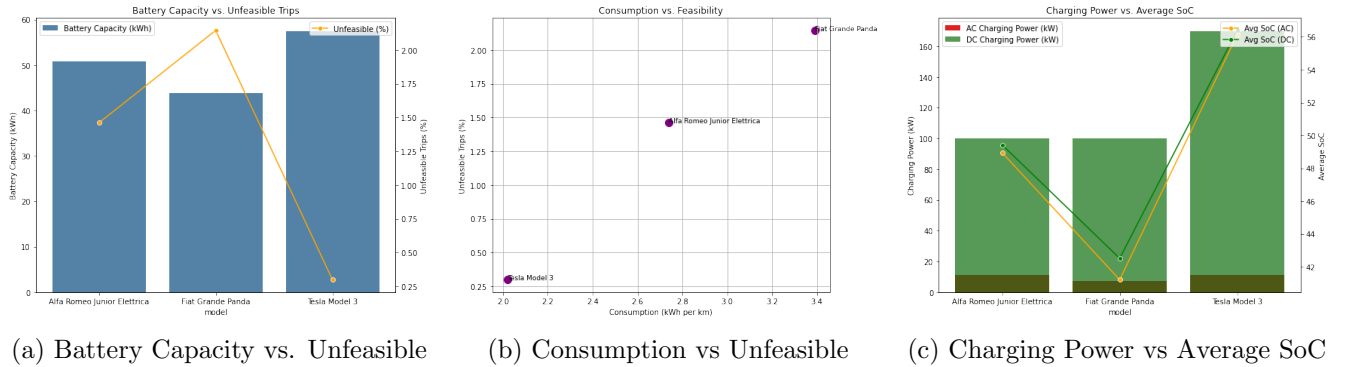 Battery Capacity vs. Unfeasible Trips
Battery Capacity (kWh)
Unfeasible (%)
60
50
40
30
20
10
0
Battery Capacity (kWh)
2.00
1.75
1.50
1.25
1.00
0.75
0.50
0.25
Unfeasible Trips (%)
Alfa Romeo Junior Elettrica
Fiat Grande Panda
Tesla Model 3
model
(a) Battery Capacity vs. Unfeasible
Consumption vs. Feasibility
2.00
1.75
1.50
1.25
1.00
0.75
0.50
0.25
Unfeasible Trips (%)
Fiat Grande Panda
Alfa Romeo Junior Elettrica
Tesla Model 3
2.0
2.2
2.4
2.6
2.8
3.0
3.2
3.4
Consumption (kWh per km)
(b) Consumption vs Unfeasible
Charging Power vs. Average SoC
AC Charging Power (kW)
DC Charging Power (kW)
Avg SoC (AC)
Avg SoC (DC)
160
140
120
100
80
60
40
20
0
Charging Power (kW)
56
54
52
50
48
46
44
42
Average SoC
Alfa Romeo Junior Elettrica
Fiat Grande Panda
Tesla Model 3
model
(c) Charging Power vs Average SoC